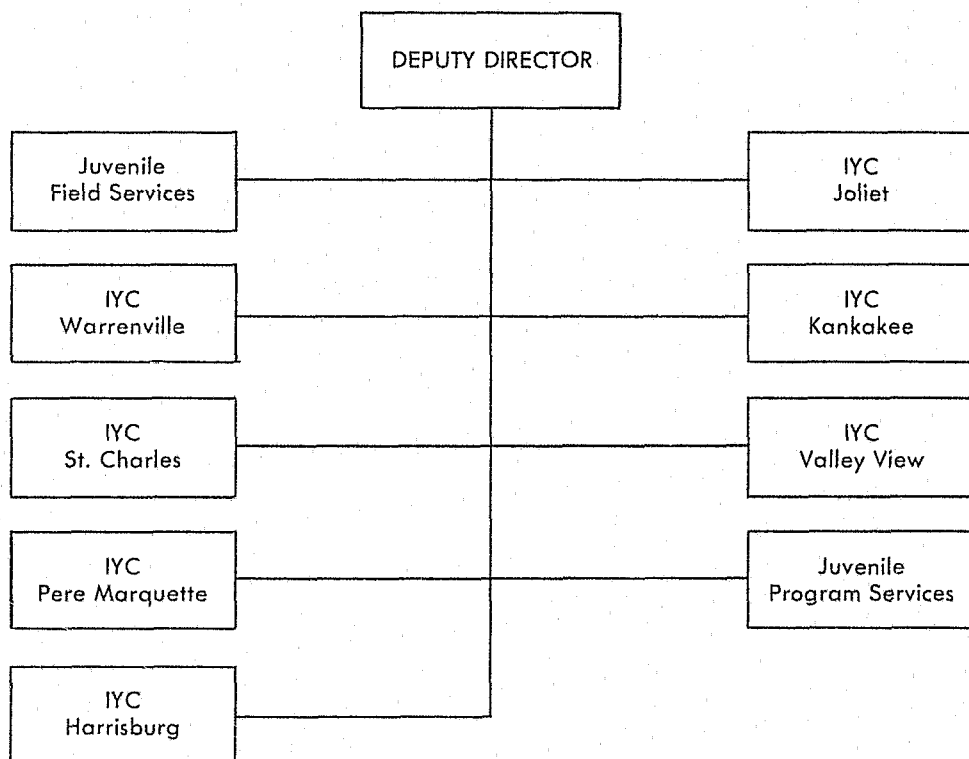 DEPUTY DIRECTOR
Juvenile
Field Services
IYC
Joliet
IYC
Warrenville
IYC
Kankakee
IYC
St. Charles
IYC
Valley View
IYC
Pere Marquette
Juvenile
Program Services
IYC
Harrisburg